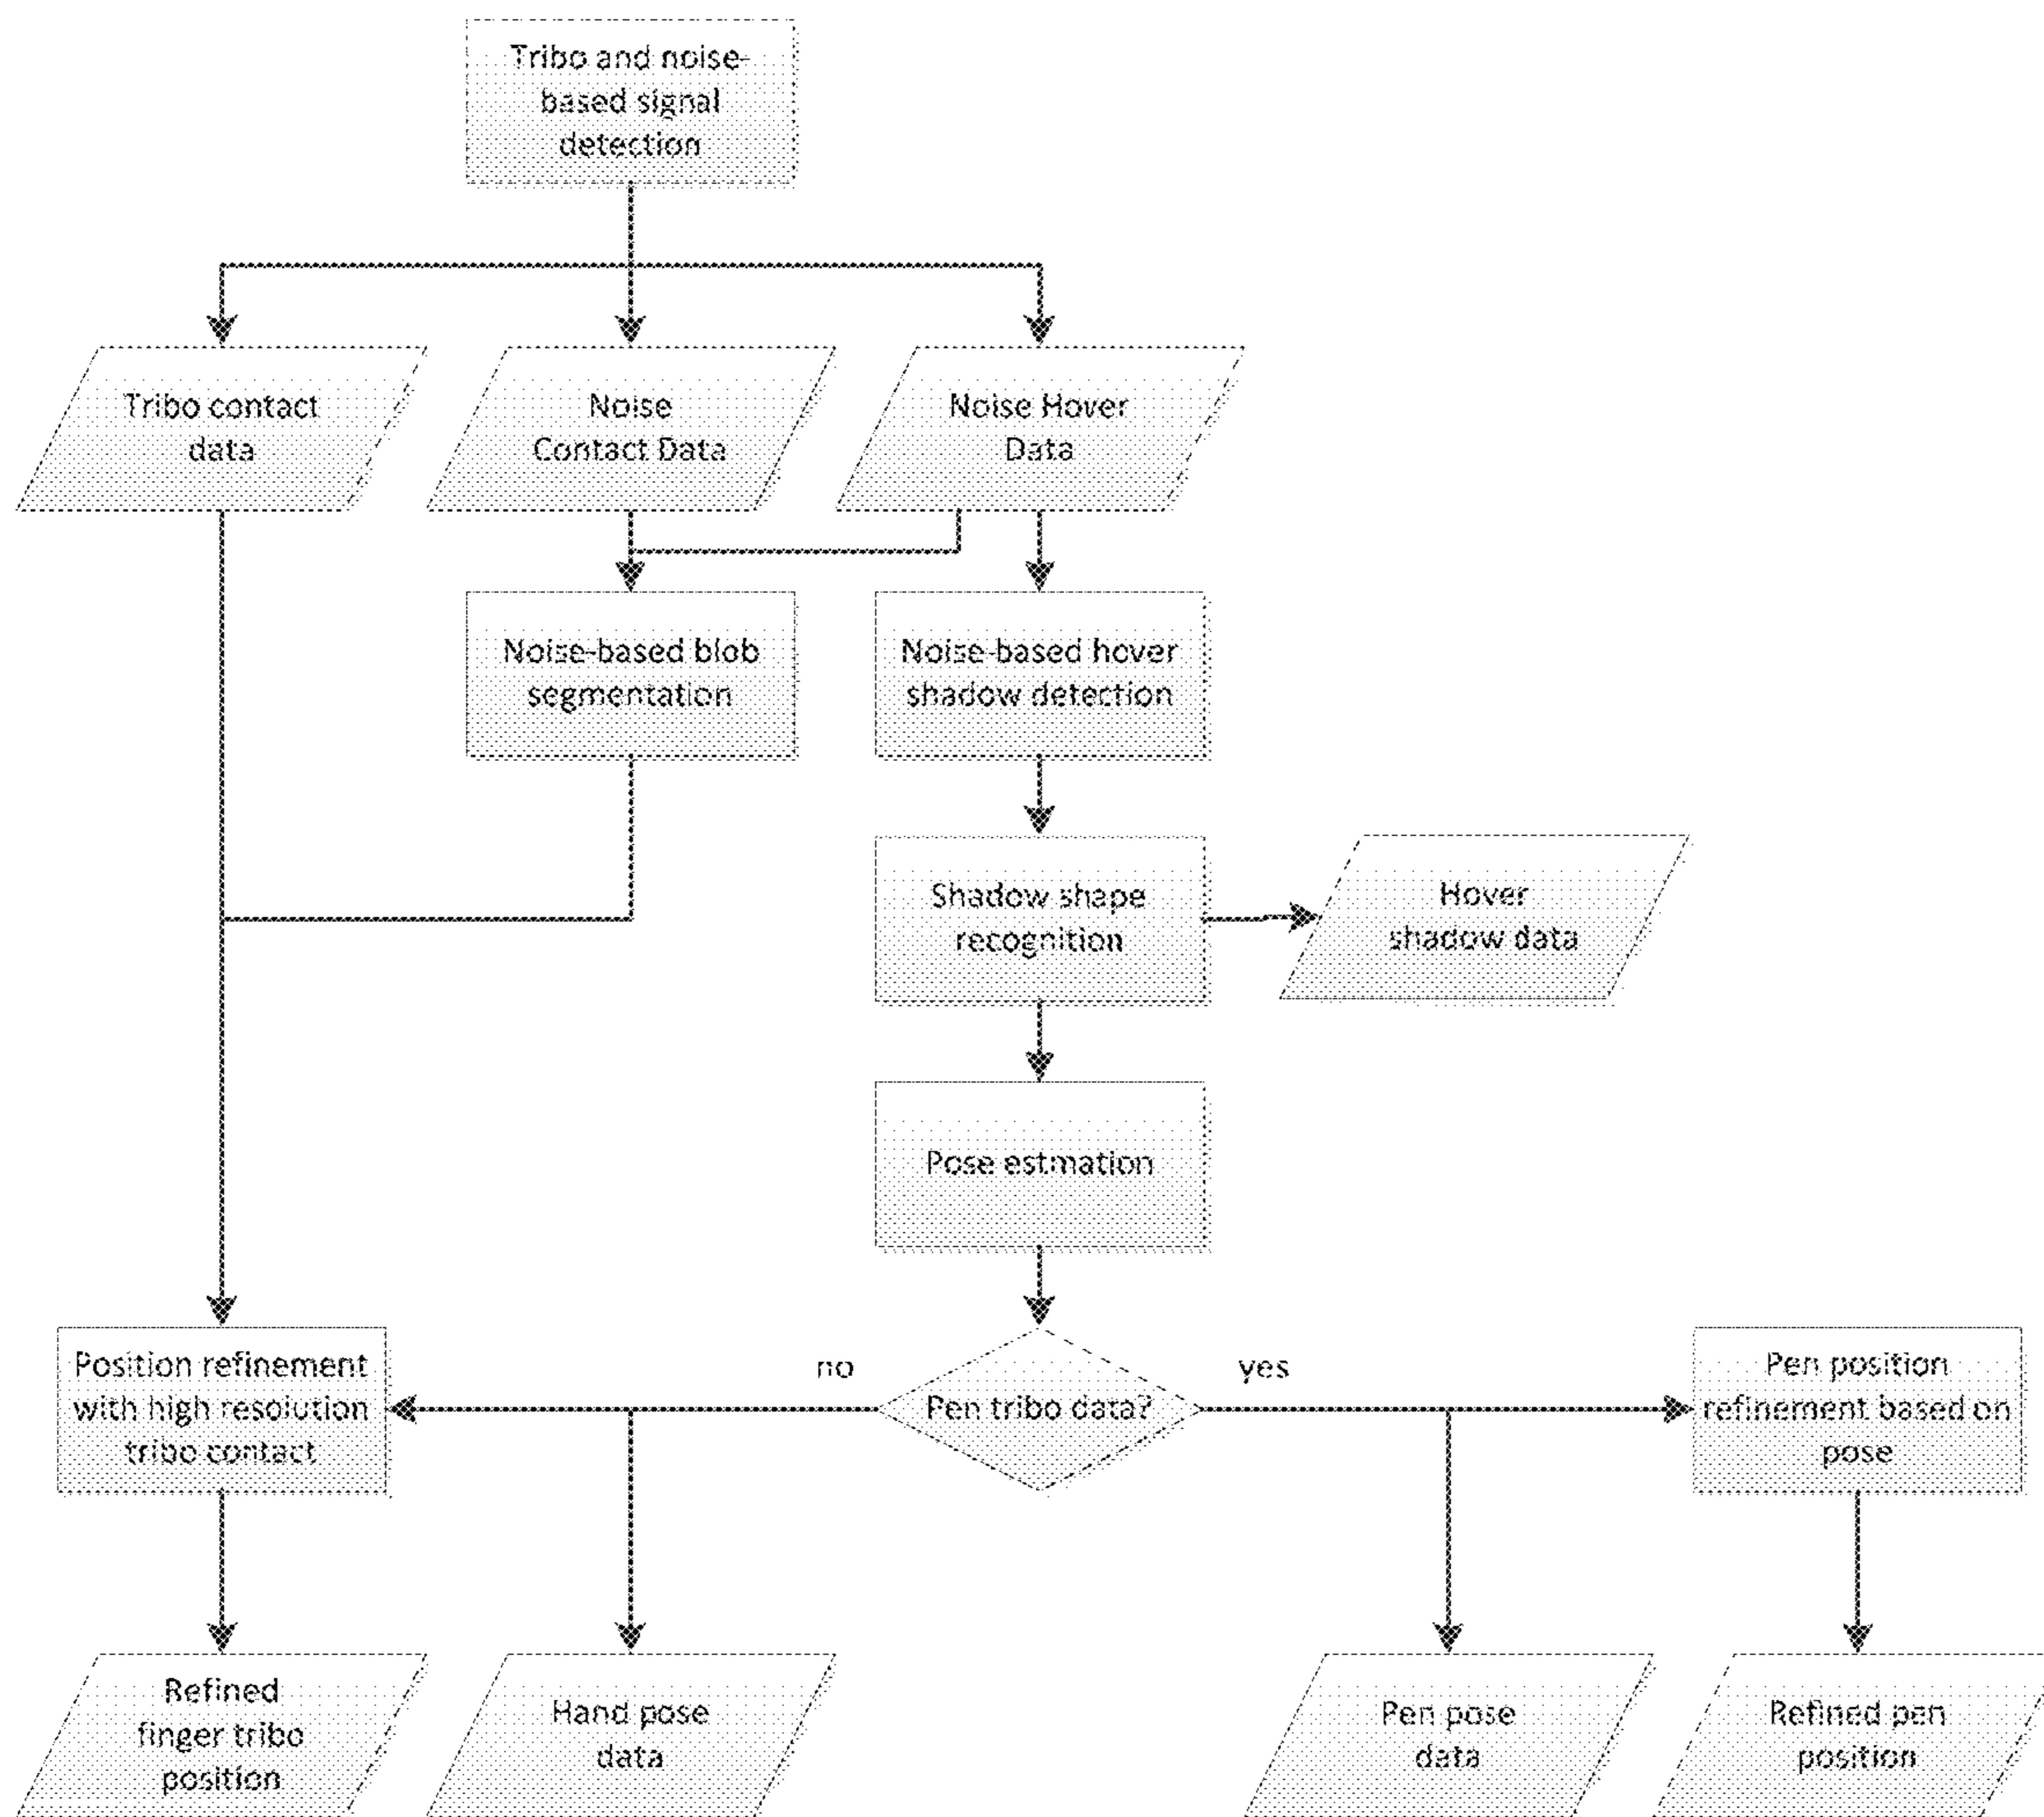 Tribo and noise-
based signal
detection
Tribo contact
data
Noise
Contact Data
Noise Hover
Data
Noise-based blob
segmentation
Noise-based hover
shadow detection
Shadow shape
recognition
Hover
shadow data
Pose estmation
Position refinement
with high resolution
tribo contact
no
Pen tribo data?
yes
Pen position
refinement based on
pose
Refined
finger tribo
position
Hand pose
data
Pen pose
data
Refined pen
position